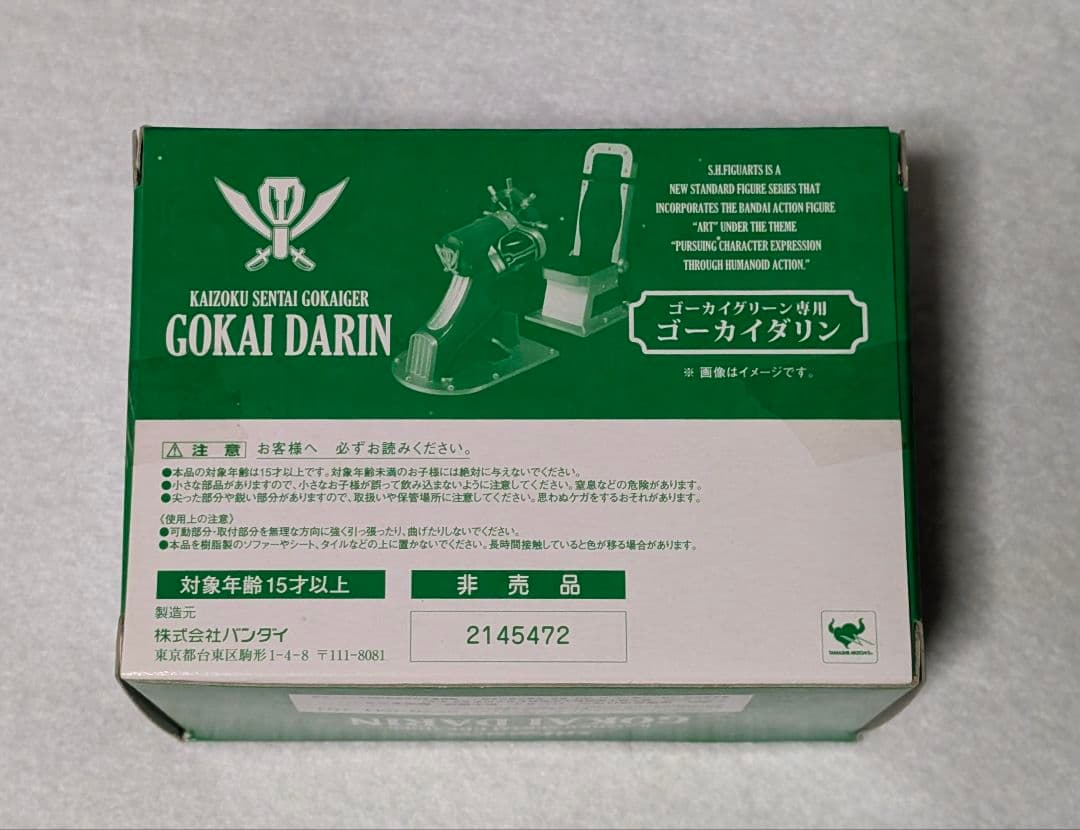 KAIZOKU SENTAI GOKAIGER
GOKAI DARIN
S.H.FIGUARTS IS A
NEW STANDARD FIGURE SERIES THAT
INCORPORATES THE BANDAI ACTION FIGURE
"ART" UNDER THE THEME
"PURSUING CHARACTER EXPRESSION
THROUGH HUMANOID ACTION."
ゴーカイグリーン専用
ゴーカイダリン
※ 画像はイメージです。
⚠ 注 意 お客様へ 必ずお読みください。
●本品の対象年齢は15才以上です。対象年齢未満のお子様には絶対に与えないでください。
●小さな部品がありますので、小さなお子様が誤って飲み込まないように注意してください。窒息などの危険があります。
●尖った部分や鋭い部分がありますので、取扱いや保管場所に注意してください。思わぬケガをするおそれがあります。
〈使用上の注意〉
●可動部分・取付部分を無理な方向に強く引っ張ったり、曲げたりしないでください。
●本品を樹脂製のソファーやシート、タイルなどの上に置かないでください。長時間接触していると色が移る場合があります。
対象年齢15才以上
非売品
製造元
株式会社バンダイ
東京都台東区駒形1-4-8 〒111-8081
2145472
TAMASHII NATIONS
GOKAI DARIN